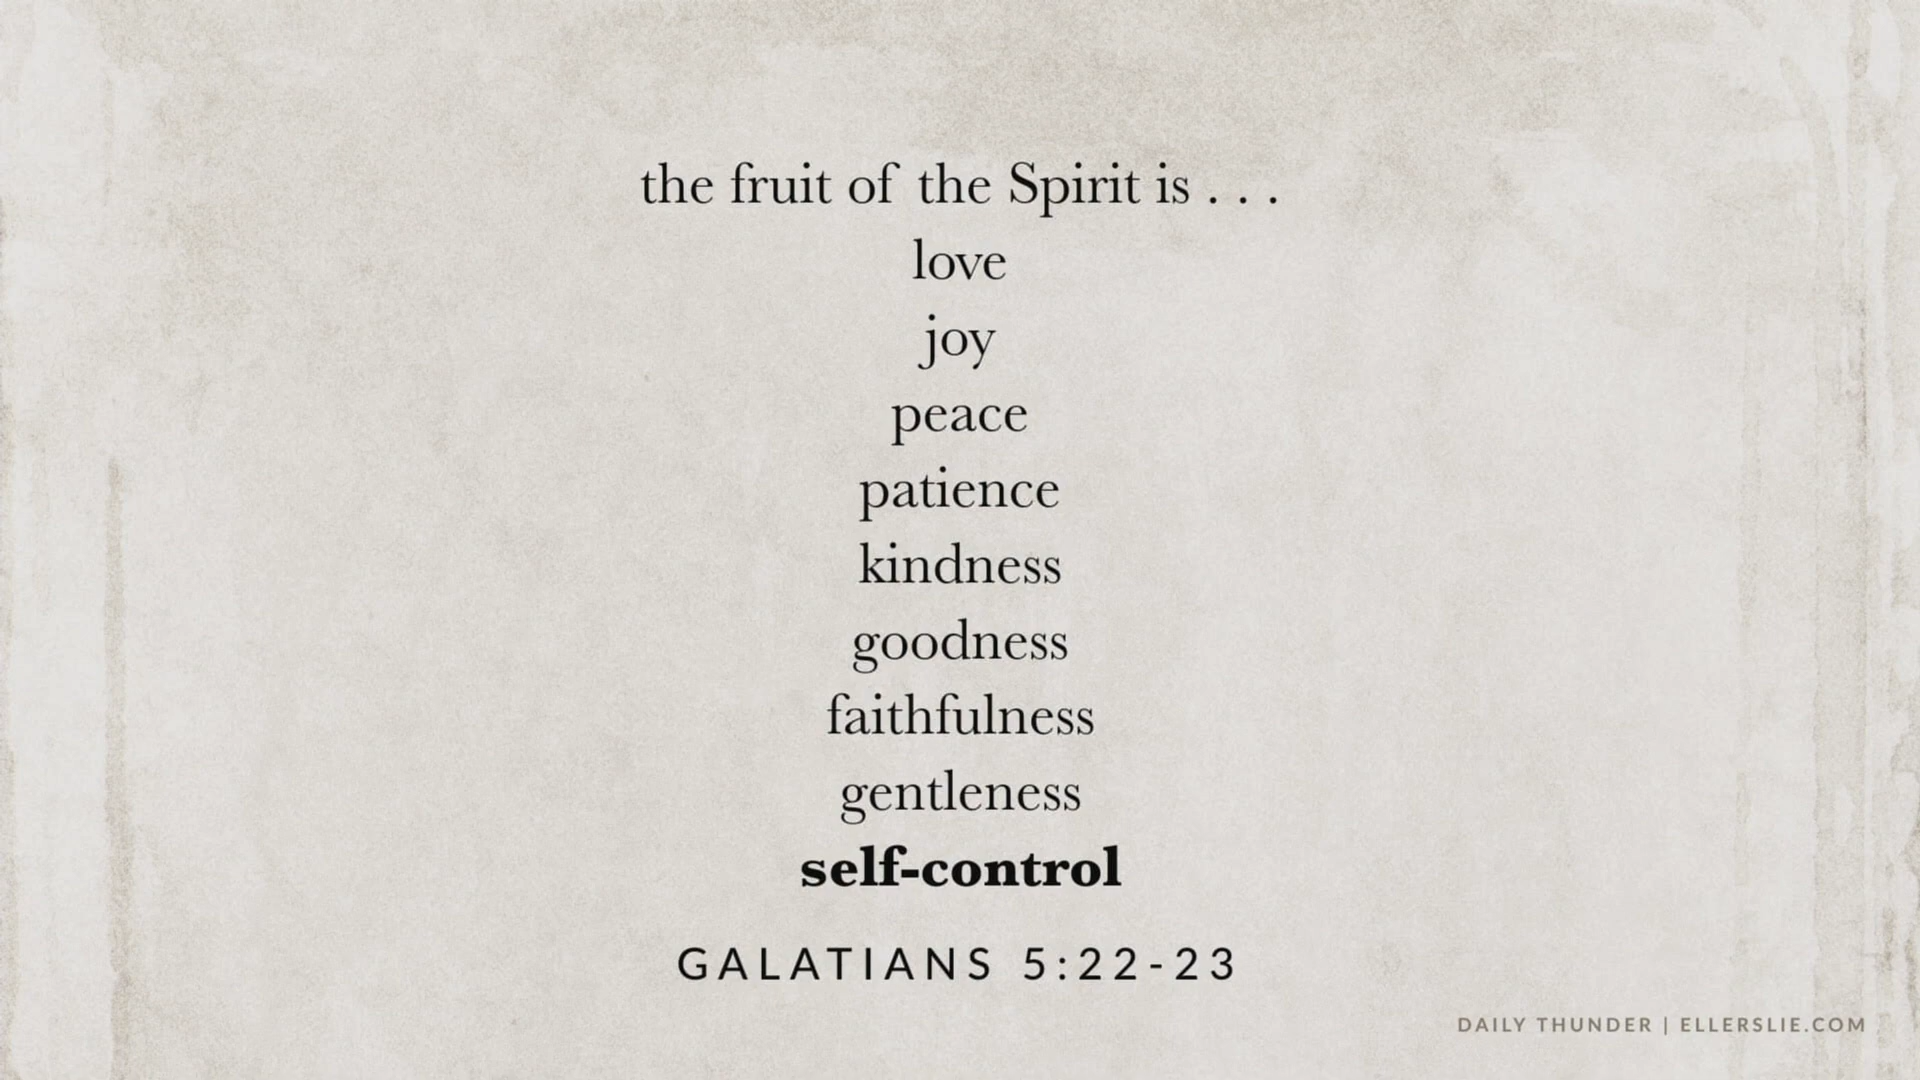 the fruit of the Spirit is . . .
love
joy
peace
patience
kindness
goodness
faithfulness
gentleness
self-control
GALATIANS 5:22-23
DAILY THUNDER | ELLERSLIE.COM